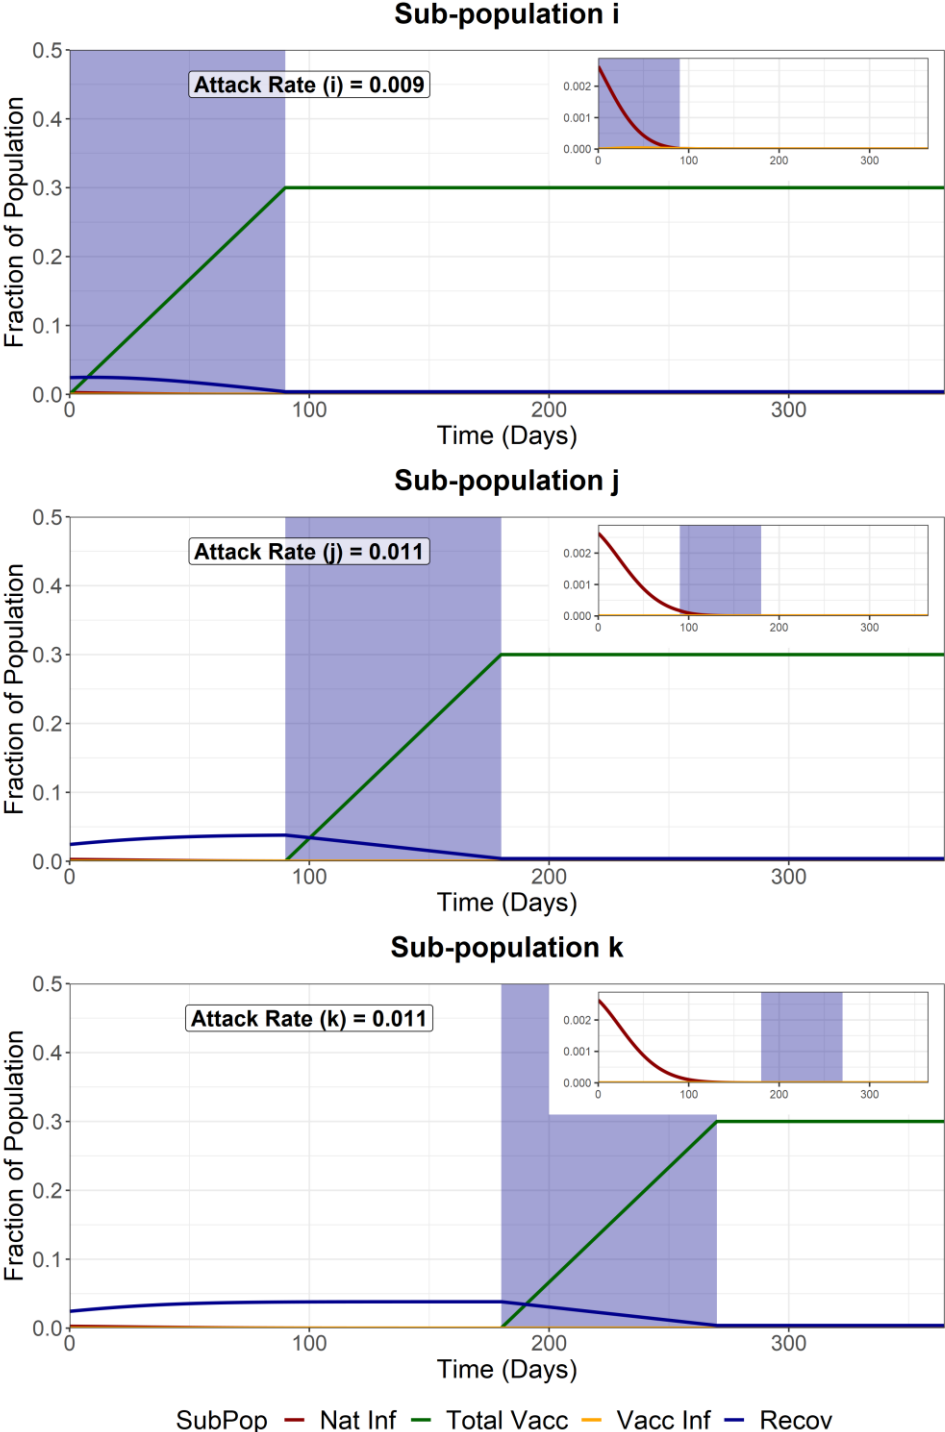 Sub-population i
Fraction of Population
0.5
0.4
0.3
0.2
0.1
0.0
Attack Rate (i) = 0.009
0.002
0.001
0.000
0 100 200 300
0 100 200 300
Time (Days)
Sub-population j
Fraction of Population
0.5
0.4
0.3
0.2
0.1
0.0
Attack Rate (j) = 0.011
0.002
0.001
0.000
0 100 200 300
0 100 200 300
Time (Days)
Sub-population k
Fraction of Population
0.5
0.4
0.3
0.2
0.1
0.0
Attack Rate (k) = 0.011
0.002
0.001
0.000
0 100 200 300
0 100 200 300
Time (Days)
SubPop Nat Inf Total Vacc Vacc Inf Recov